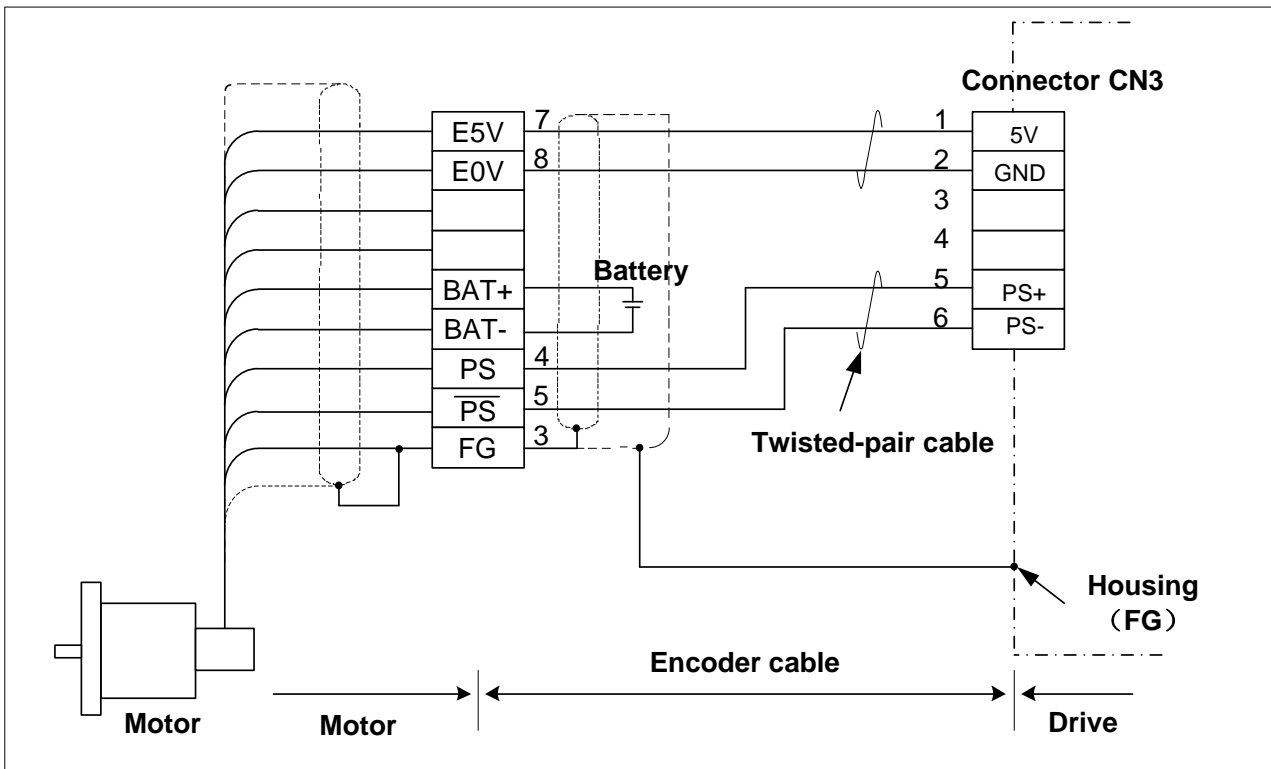 Connector CN3
E5V 7 1 5V
E0V 8 2 GND
3
4
Battery
BAT+ 5 PS+
BAT- 6 PS-
PS 4
PS 5
FG 3
Twisted-pair cable
Housing
（FG）
Encoder cable
Motor
Motor
Drive